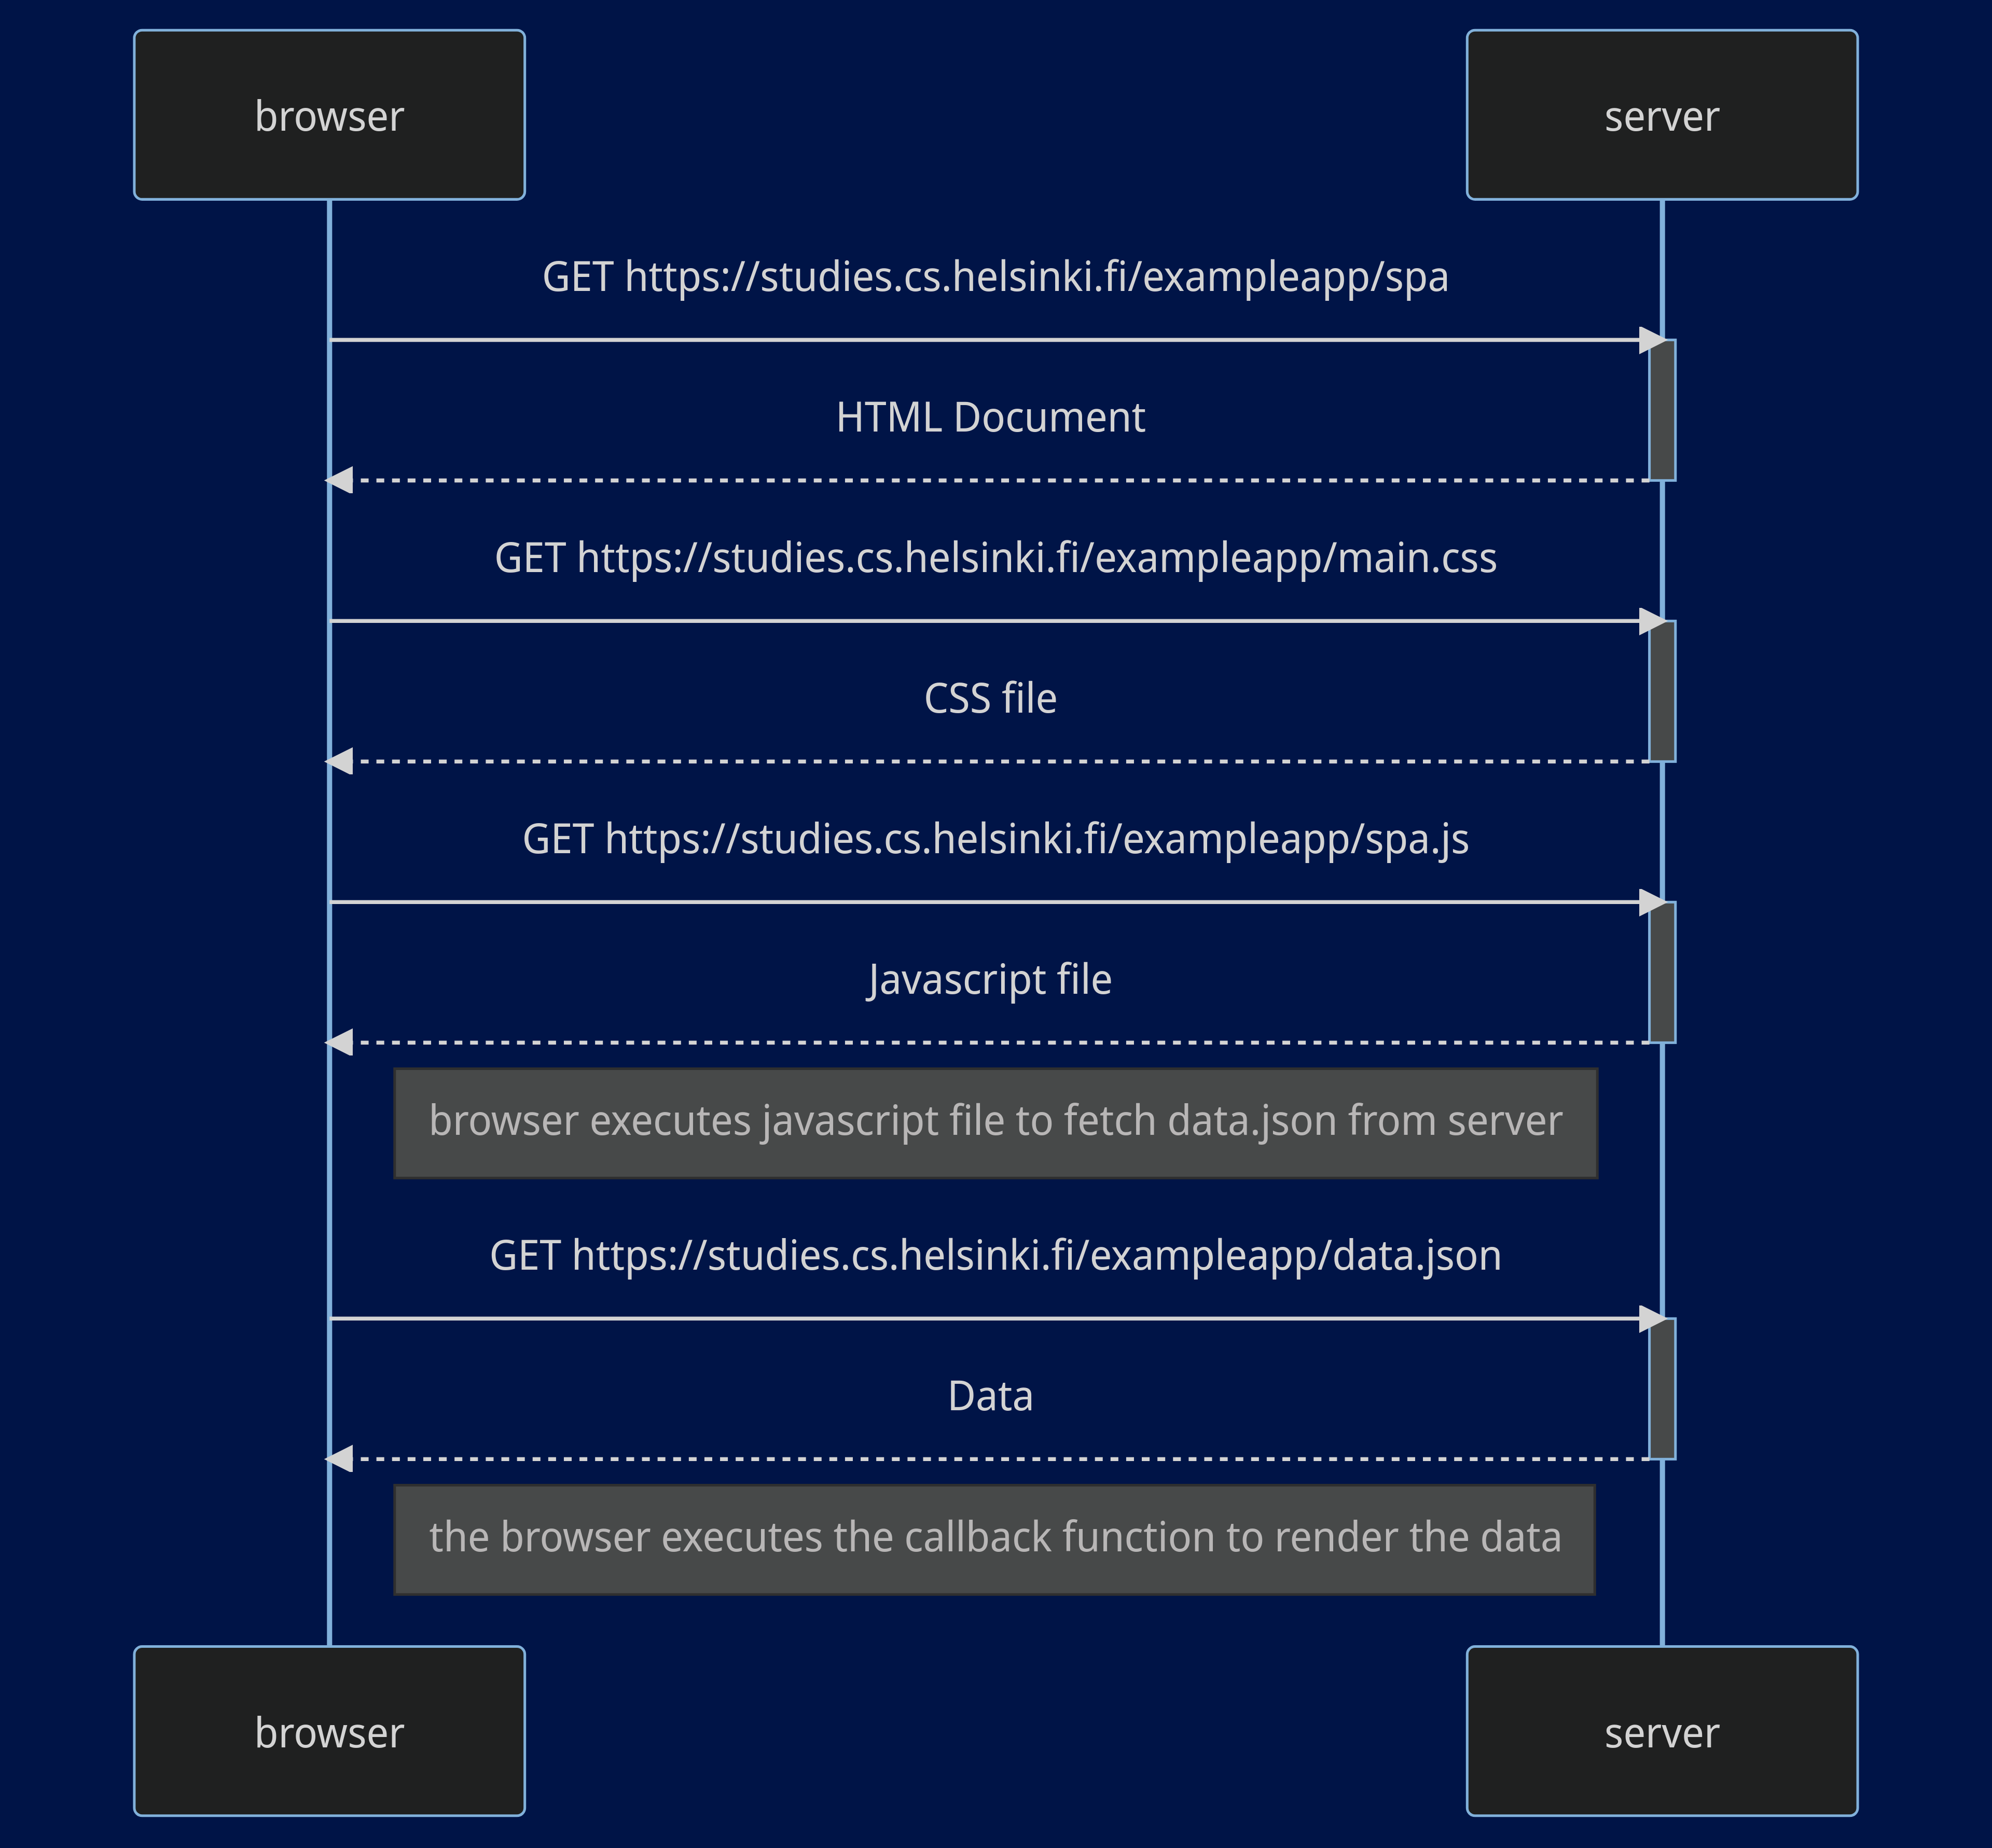 browser
server
GET https://studies.cs.helsinki.fi/exampleapp/spa
HTML Document
GET https://studies.cs.helsinki.fi/exampleapp/main.css
CSS file
GET https://studies.cs.helsinki.fi/exampleapp/spa.js
Javascript file
browser executes javascript file to fetch data.json from server
GET https://studies.cs.helsinki.fi/exampleapp/data.json
Data
the browser executes the callback function to render the data
browser
server